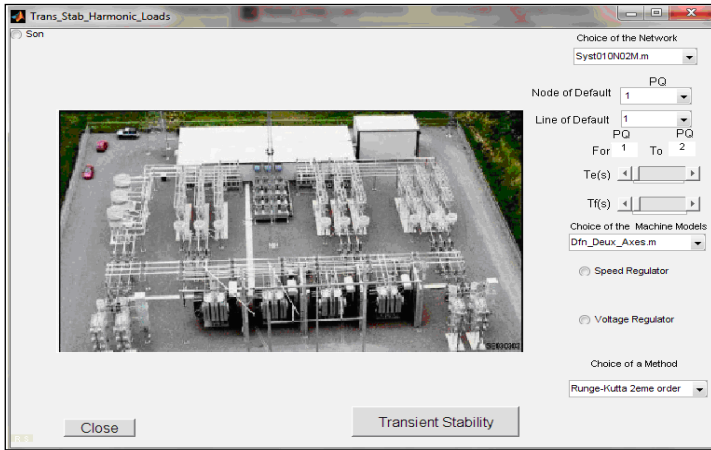 Trans_Stab_Harmonic_Loads
Son
Choice of the Network
Syst010N02M.m
PQ
Node of Default 1
Line of Default 1
PQ PQ
For 1 To 2
Te(s)
Tf(s)
Choice of the Machine Models
Dfn_Deux_Axes.m
Speed Regulator
Voltage Regulator
Choice of a Method
Runge-Kutta 2eme order
Close
Transient Stability